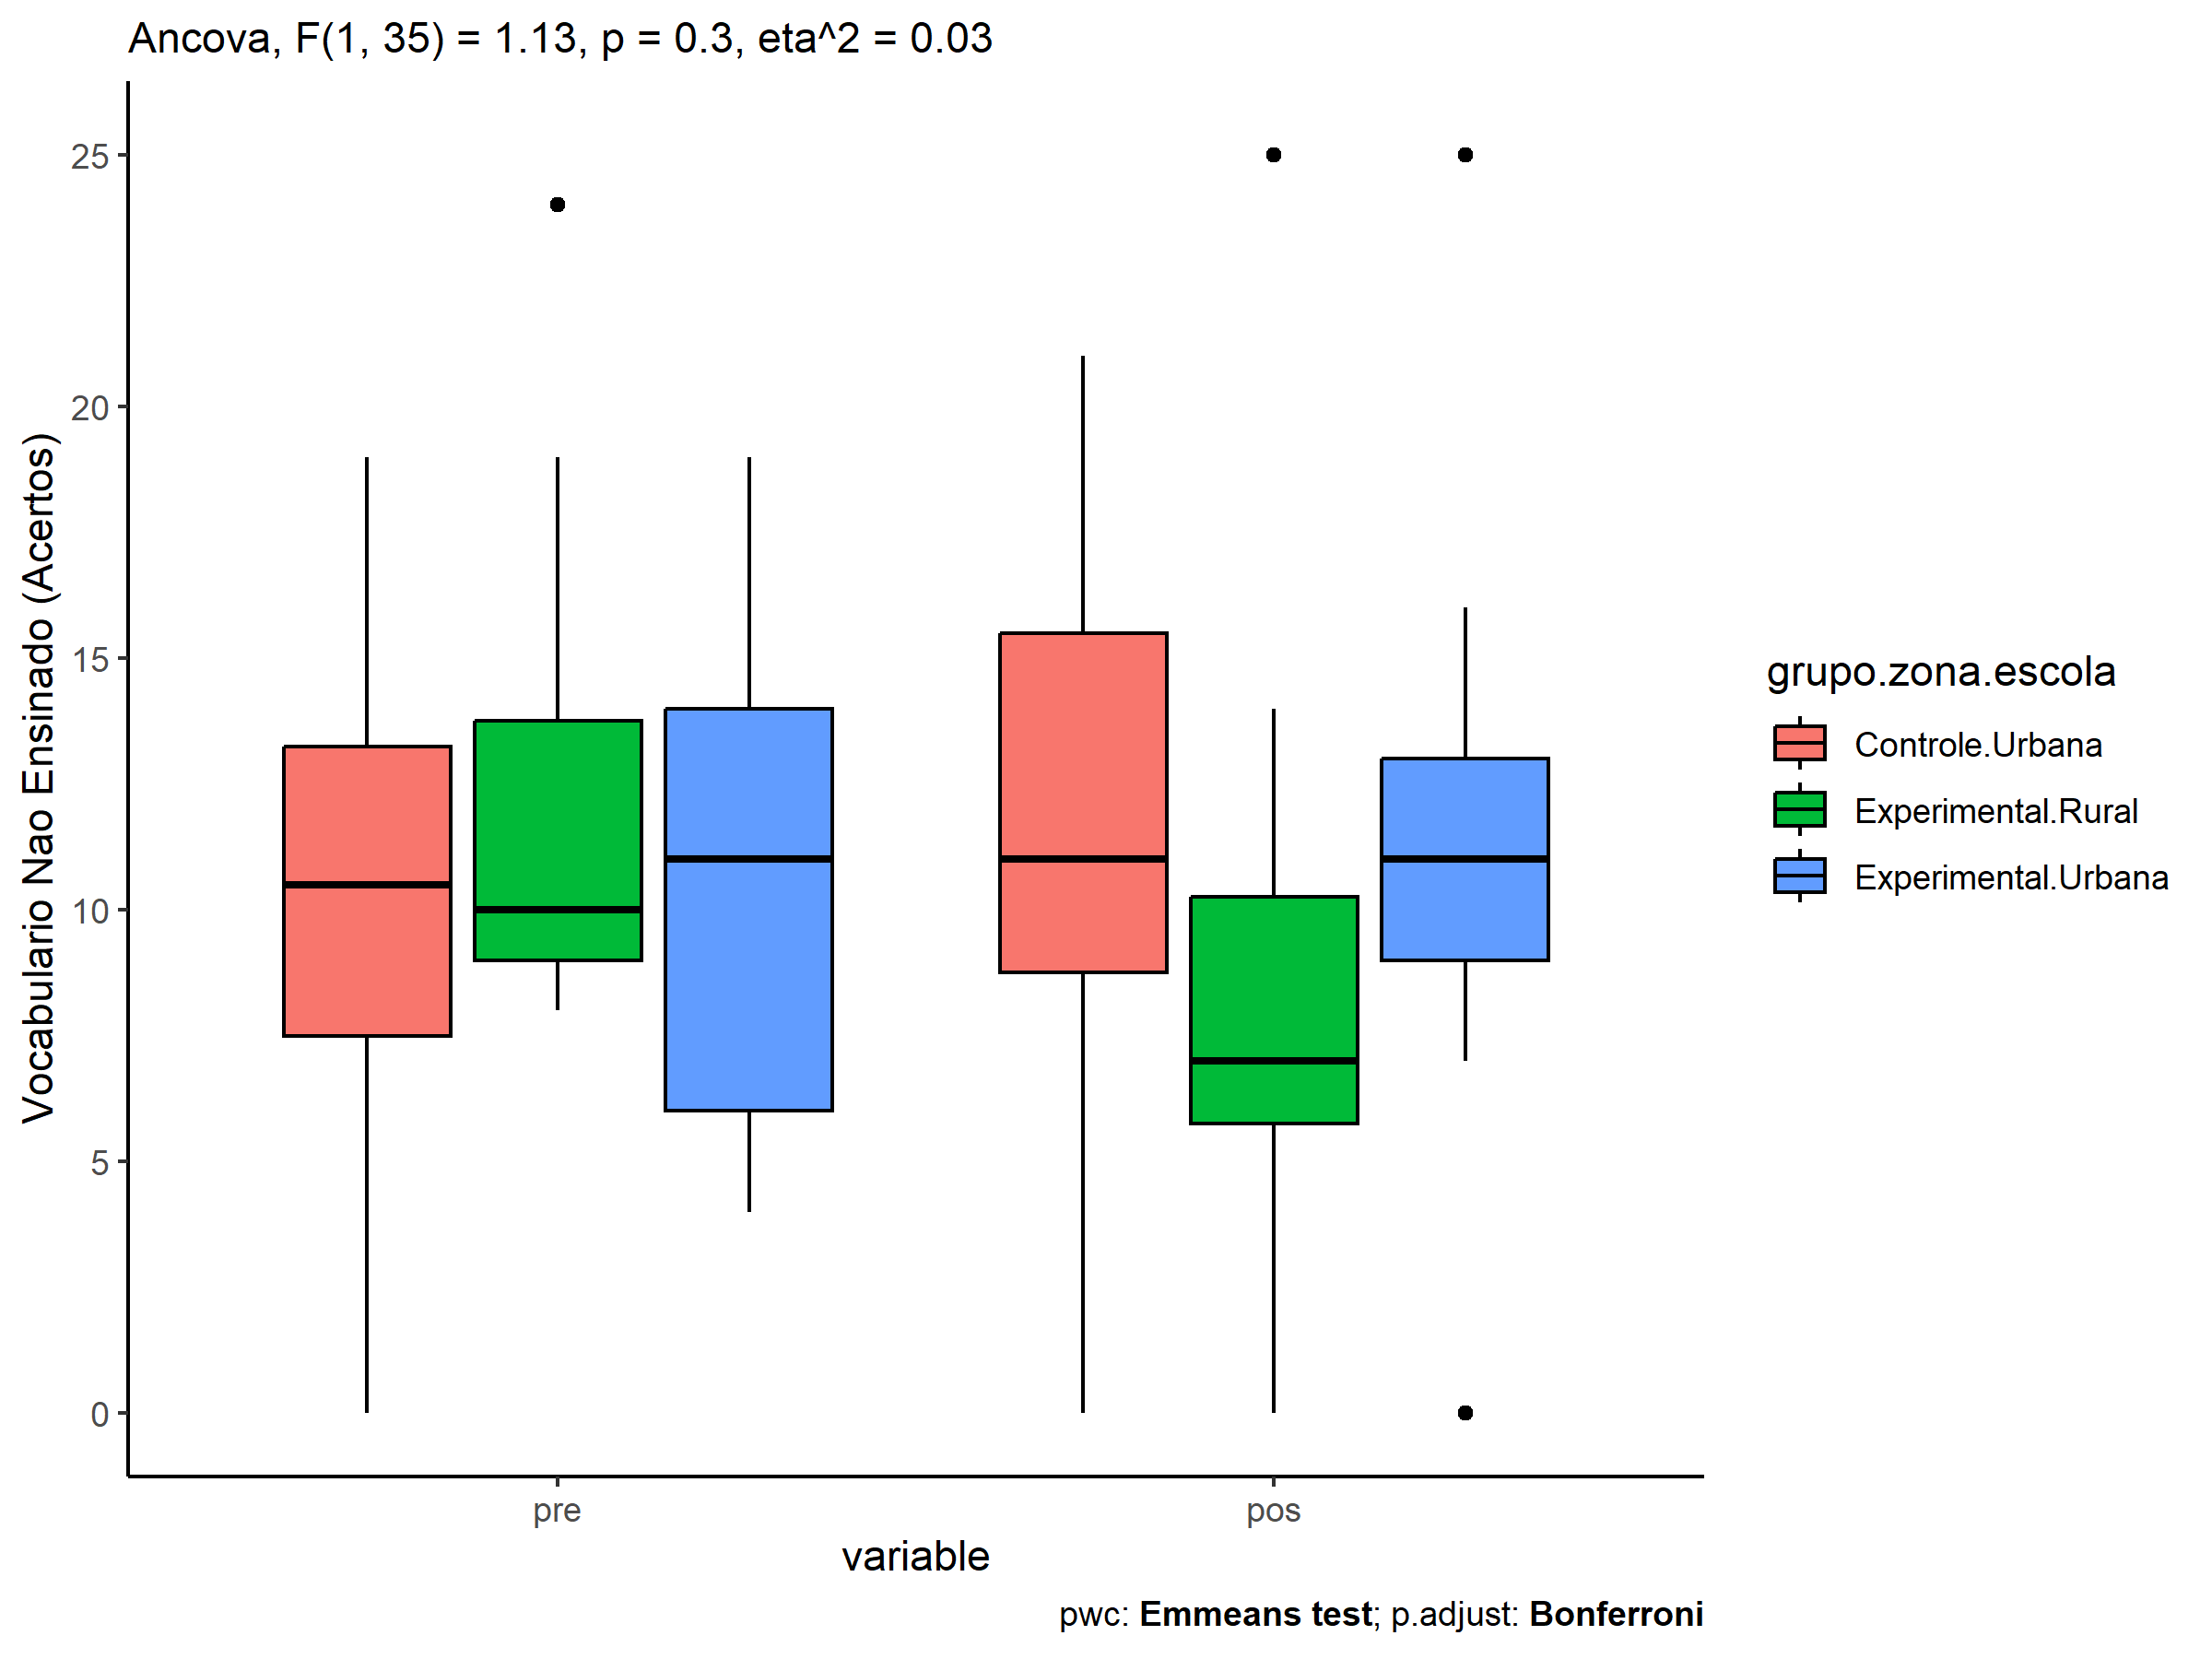 Ancova, F(1, 35) = 1.13, p = 0.3, eta^2 = 0.03
Vocabulario Nao Ensinado (Acertos)
25
20
15
10
5
0
pre
pos
variable
grupo.zona.escola
Controle.Urbana
Experimental.Rural
Experimental.Urbana
pwc: Emmeans test; p.adjust: Bonferroni